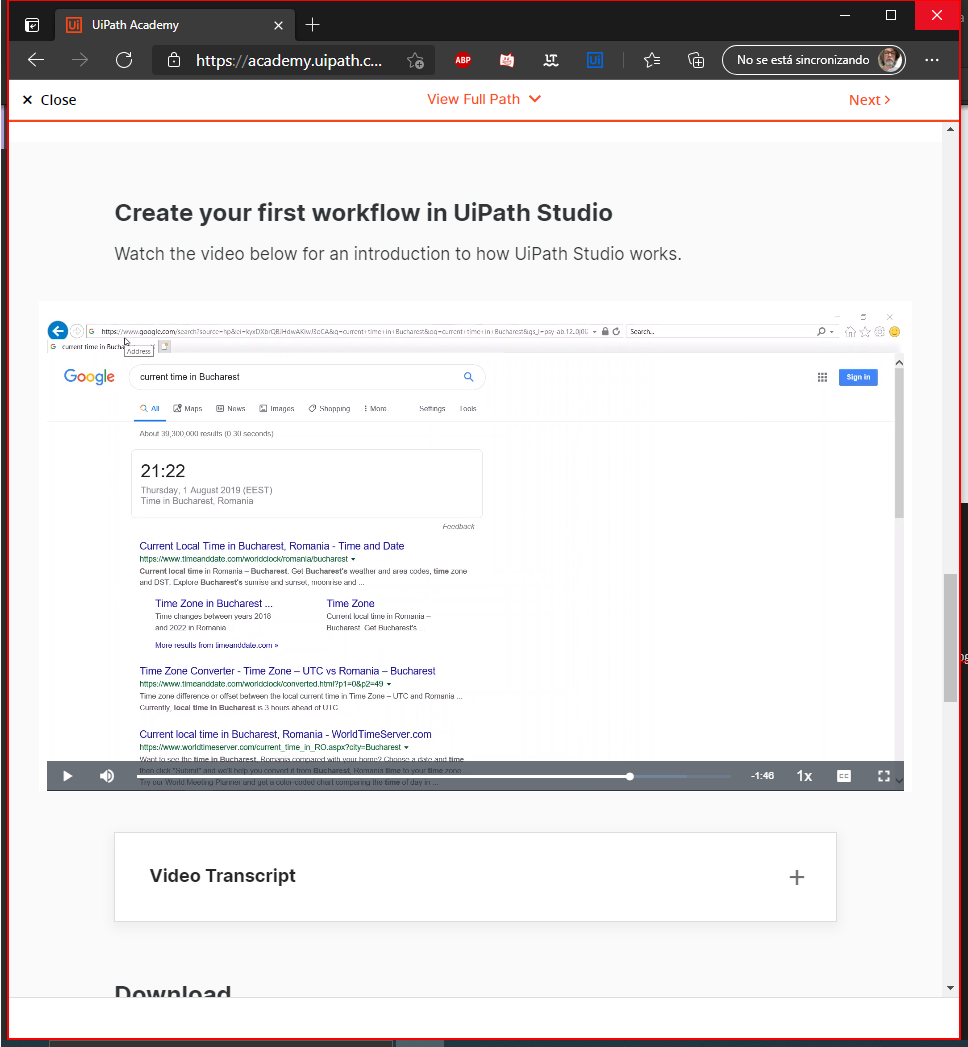 Ui UiPath Academy
https://academy.uipath.c...
ABP
Ui
No se está sincronizando
Close
View Full Path
Next
Create your first workflow in UiPath Studio
Watch the video below for an introduction to how UiPath Studio works.
Search...
current time in Bucha
Address
Google
current time in Bucharest
Sign in
All Maps News Images Shopping More Settings Tools
About 39,300,000 results (0.30 seconds)
21:22
Thursday, 1 August 2019 (EEST)
Time in Bucharest, Romania
Feedback
Current Local Time in Bucharest, Romania - Time and Date
https://www.timeanddate.com/worldclock/romania/bucharest
Current local time in Romania – Bucharest. Get Bucharest's weather and area codes, time zone
and DST. Explore Bucharest's sunrise and sunset, moonrise and ...
Time Zone in Bucharest ...
Time Zone
Time changes between years 2018
Current local time in Romania –
and 2022 in Romania
Bucharest. Get Bucharest's
More results from timeanddate.com »
Time Zone Converter - Time Zone – UTC vs Romania – Bucharest
https://www.timeanddate.com/worldclock/converted.html?p1=0&p2=49
Time zone difference or offset between the local current time in Time Zone – UTC and Romania ...
Currently, local time in Bucharest is 3 hours ahead of UTC
Current local time in Bucharest, Romania - WorldTimeServer.com
https://www.worldtimeserver.com/current_time_in_RO.aspx?city=Bucharest
Want to see the time in Bucharest, Romania compared with your home? Choose a date and time
then click "Submit" and we'll help you convert it from Bucharest, Romania time to your time zone.
Try our World Meeting Planner and get a color coded chart comparing the time of day in ...
-1:46 1x CC
Video Transcript
Download